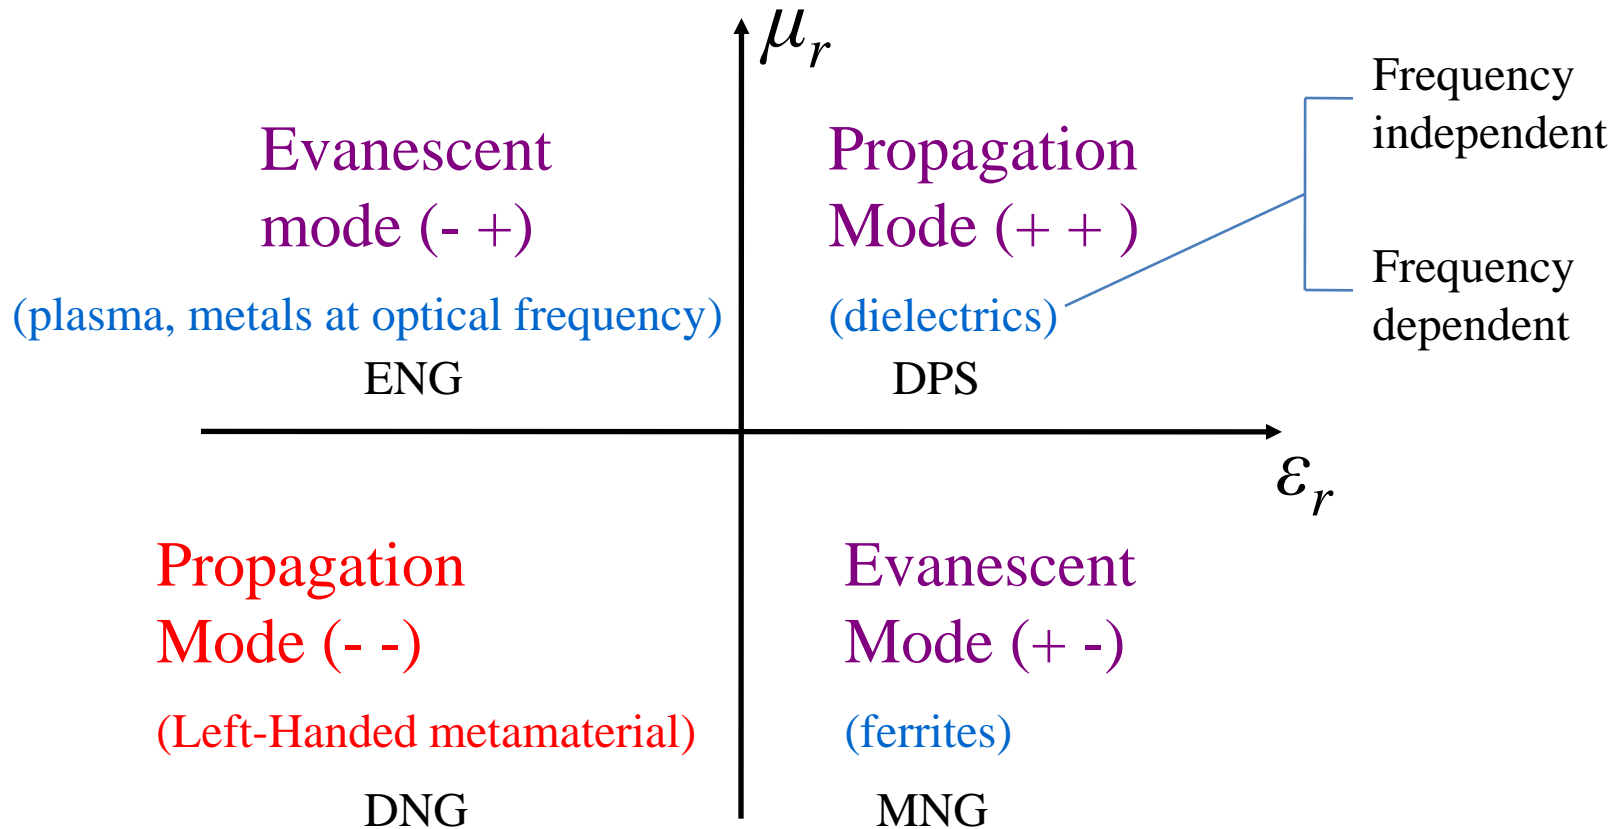 μr
Frequency
independent
Evanescent
mode (- +)
Propagation
Mode (+ + )
Frequency
dependent
(plasma, metals at optical frequency)
(dielectrics)
ENG
DPS
εr
Propagation
Mode (- -)
Evanescent
Mode (+ -)
(Left-Handed metamaterial)
(ferrites)
DNG
MNG